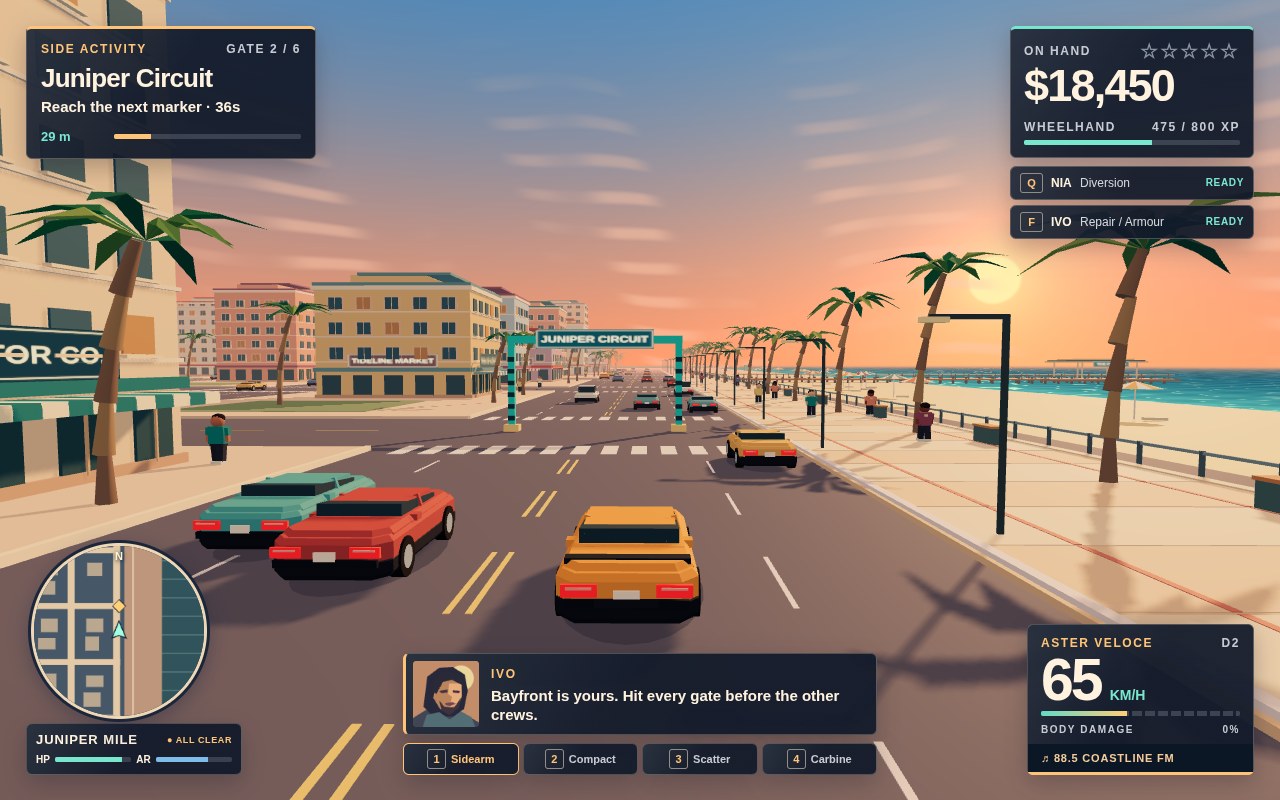 SIDE ACTIVITY GATE 2 / 6
Juniper Circuit
Reach the next marker · 36s
29 m
ON HAND ☆☆☆☆☆
$18,450
WHEELHAND 475 / 800 XP
Q NIA Diversion READY
F IVO Repair / Armour READY
JUNIPER CIRCUIT
TIDELINE MARKET
N
JUNIPER MILE ● ALL CLEAR
HP AR
IVO
Bayfront is yours. Hit every gate before the other
crews.
1 Sidearm 2 Compact 3 Scatter 4 Carbine
ASTER VELOCE D2
65 KM/H
BODY DAMAGE 0%
♬ 88.5 COASTLINE FM